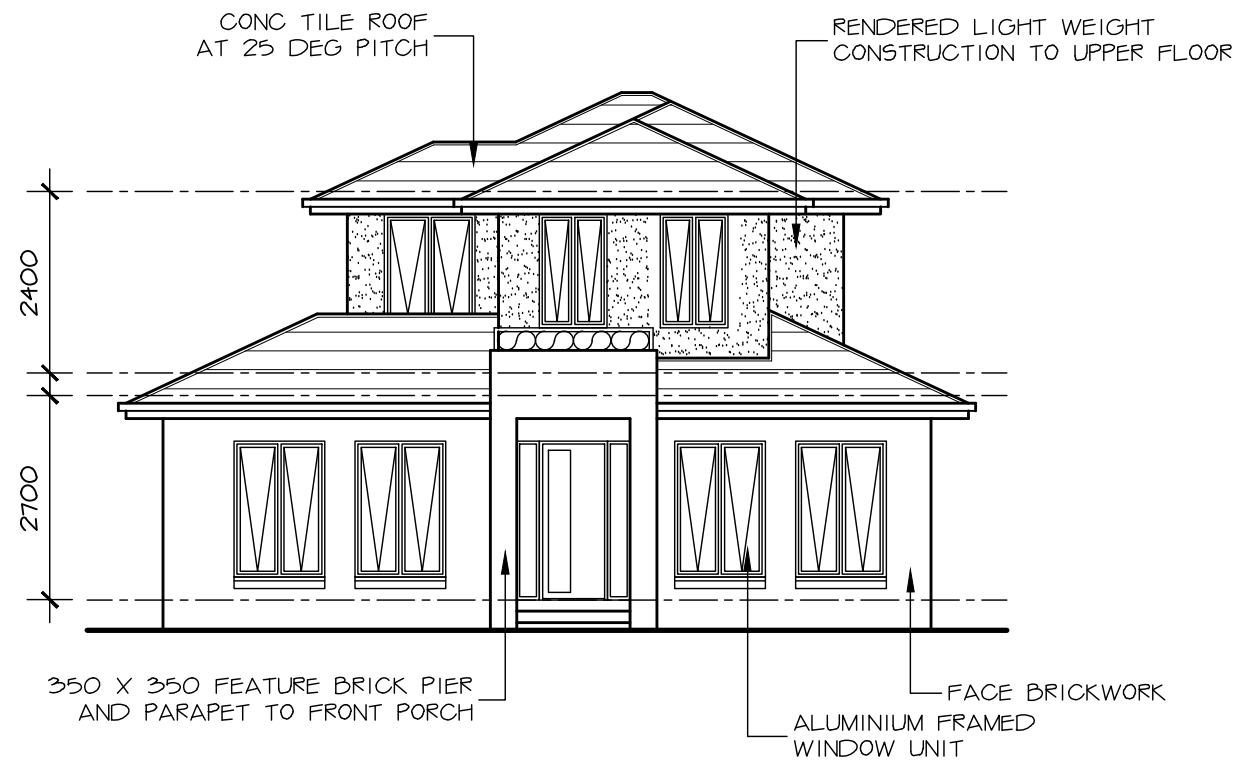 CONC TILE ROOF
AT 25 DEG PITCH
RENDERED LIGHT WEIGHT
CONSTRUCTION TO UPPER FLOOR
2400
2700
350 X 350 FEATURE BRICK PIER
AND PARAPET TO FRONT PORCH
FACE BRICKWORK
ALUMINIUM FRAMED
WINDOW UNIT